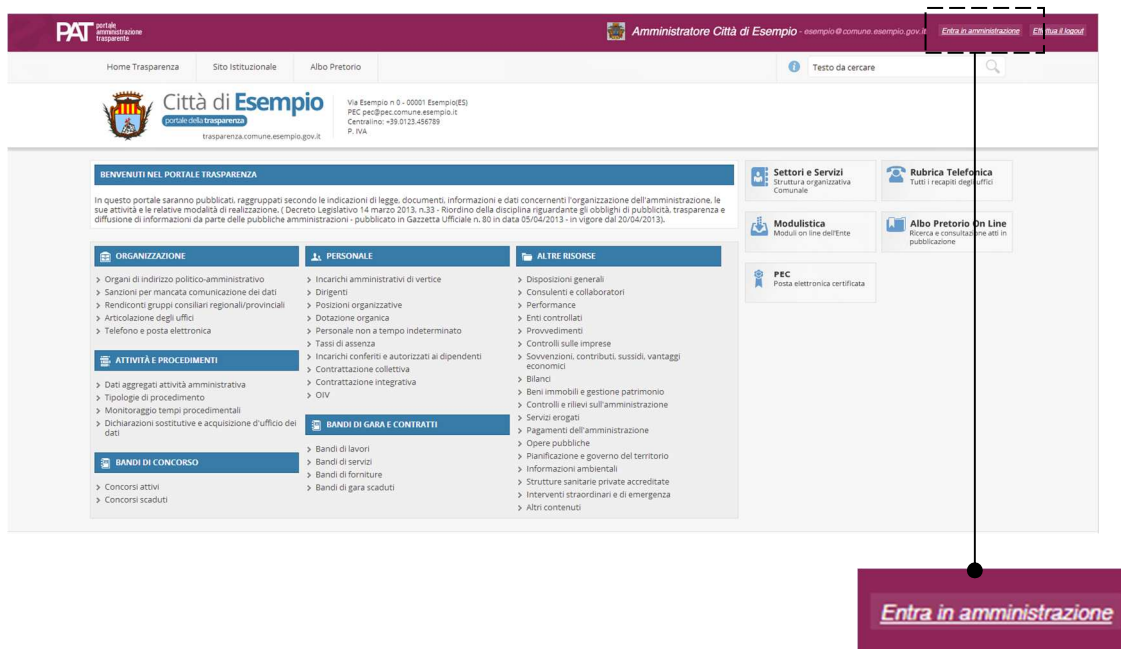 PAT portale amministrazione trasparente
Amministratore Città di Esempio - esempio@comune.esempio.gov.it Entra in amministrazione Effettua il logout
Home Trasparenza Sito Istituzionale Albo Pretorio
Testo da cercare
Città di Esempio
portale della trasparenza
trasparenza.comune.esempio.gov.it
Via Esempio n 0 - 00001 Esempio(ES)
PEC pec@pec.comune.esempio.it
Centralino: +39.0123.456789
P. IVA
BENVENUTI NEL PORTALE TRASPARENZA
In questo portale saranno pubblicati, raggruppati secondo le indicazioni di legge, documenti, informazioni e dati concernenti l'organizzazione dell'amministrazione, le
sue attività e le relative modalità di realizzazione. ( Decreto Legislativo 14 marzo 2013, n.33 - Riordino della disciplina riguardante gli obblighi di pubblicità, trasparenza e
diffusione di informazioni da parte delle pubbliche amministrazioni - pubblicato in Gazzetta Ufficiale n. 80 in data 05/04/2013 - in vigore dal 20/04/2013).
ORGANIZZAZIONE
Organi di indirizzo politico-amministrativo
Sanzioni per mancata comunicazione dei dati
Rendiconti gruppi consiliari regionali/provinciali
Articolazione degli uffici
Telefono e posta elettronica
ATTIVITÀ E PROCEDIMENTI
Dati aggregati attività amministrativa
Tipologie di procedimento
Monitoraggio tempi procedimentali
Dichiarazioni sostitutive e acquisizione d'ufficio dei
dati
BANDI DI CONCORSO
Concorsi attivi
Concorsi scaduti
PERSONALE
Incarichi amministrativi di vertice
Dirigenti
Posizioni organizzative
Dotazione organica
Personale non a tempo indeterminato
Tassi di assenza
Incarichi conferiti e autorizzati ai dipendenti
Contrattazione collettiva
Contrattazione integrativa
OIV
BANDI DI GARA E CONTRATTI
Bandi di lavori
Bandi di servizi
Bandi di forniture
Bandi di gara scaduti
ALTRE RISORSE
Disposizioni generali
Consulenti e collaboratori
Performance
Enti controllati
Provvedimenti
Controlli sulle imprese
Sovvenzioni, contributi, sussidi, vantaggi
economici
Bilanci
Beni immobili e gestione patrimonio
Controlli e rilievi sull'amministrazione
Servizi erogati
Pagamenti dell'amministrazione
Opere pubbliche
Pianificazione e governo del territorio
Informazioni ambientali
Strutture sanitarie private accreditate
Interventi straordinari e di emergenza
Altri contenuti
Settori e Servizi
Struttura organizzativa
Comunale
Rubrica Telefonica
Tutti i recapiti degli uffici
Modulistica
Moduli on line dell'Ente
Albo Pretorio On Line
Ricerca e consultazione atti in
pubblicazione
PEC
Posta elettronica certificata
Entra in amministrazione